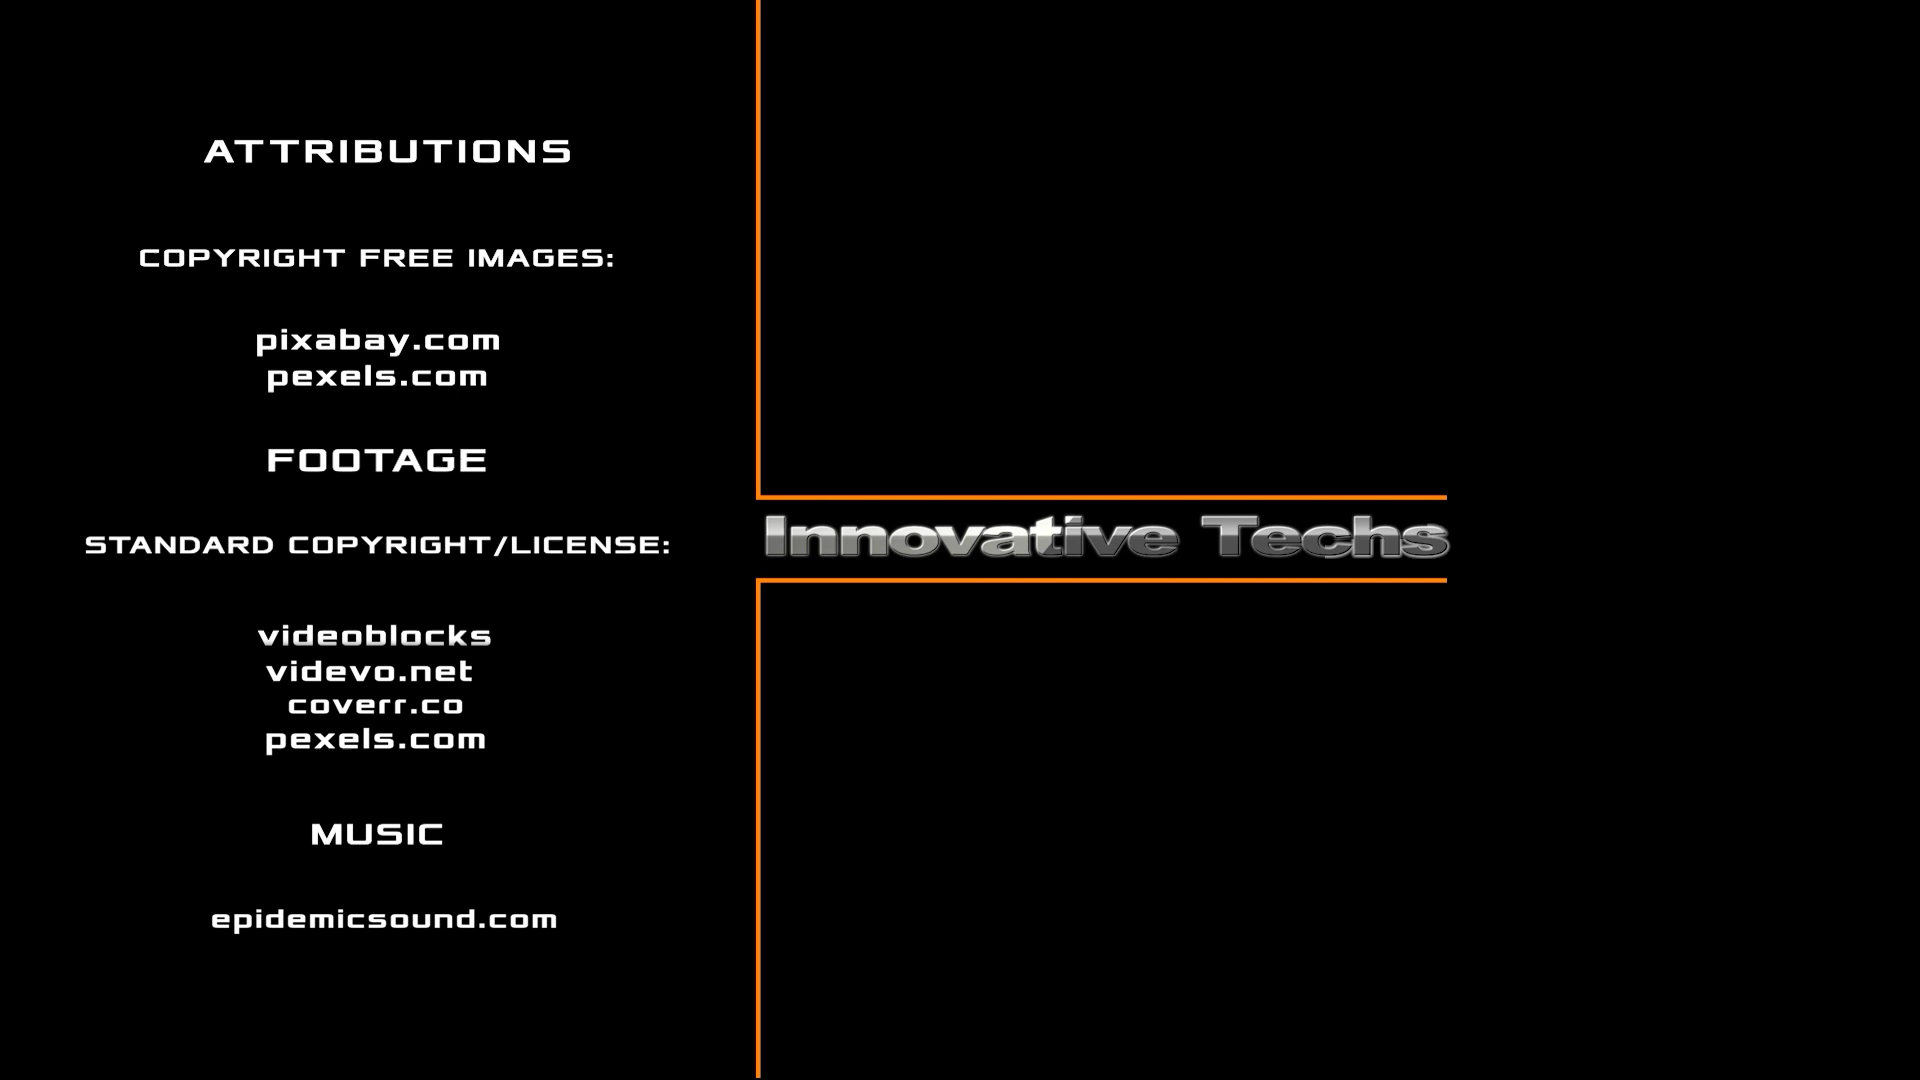 ATTRIBUTIONS
COPYRIGHT FREE IMAGES:
pixabay.com
pexels.com
FOOTAGE
STANDARD COPYRIGHT/LICENSE:
videoblocks
videvo.net
coverr.co
pexels.com
MUSIC
epidemicsound.com
Innovative Techs